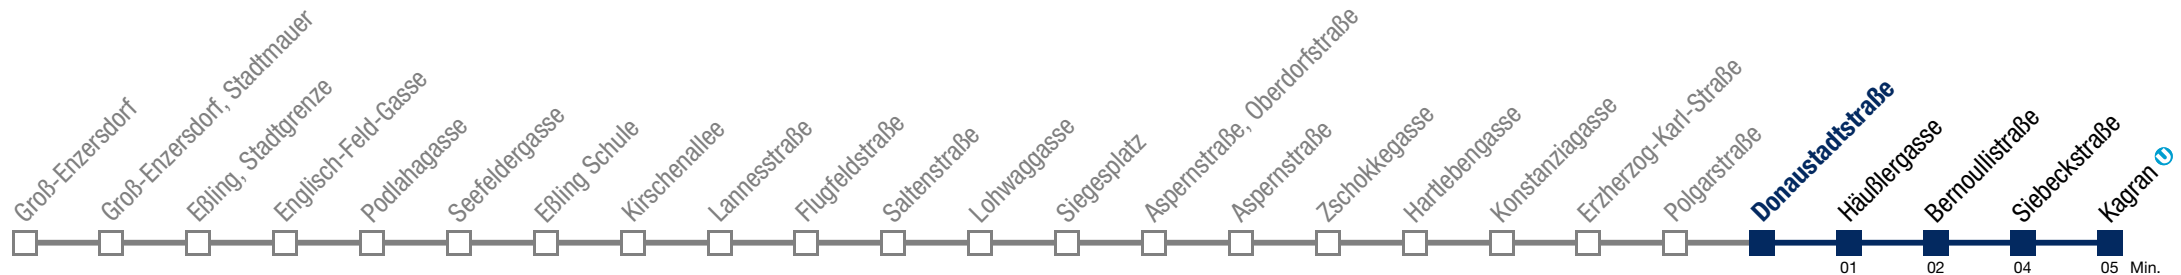 Groß-Enzersdorf
Groß-Enzersdorf, Stadtmauer
Eßling, Stadtgrenze
Englisch-Feld-Gasse
Podlahagasse
Seefeldergasse
Eßling Schule
Kirschenallee
Lannesstraße
Flugfeldstraße
Saltenstraße
Lohwaggasse
Siegesplatz
Aspernstraße, Oberdorfstraße
Aspernstraße
Zschokkegasse
Hartlebengasse
Konstanziagasse
Erzherzog-Karl-Straße
Polgarstraße
Donaustadtstraße
Häußlergasse
Bernoullistraße
Siebeckstraße
Kagran U
01 02 04 05 Min.